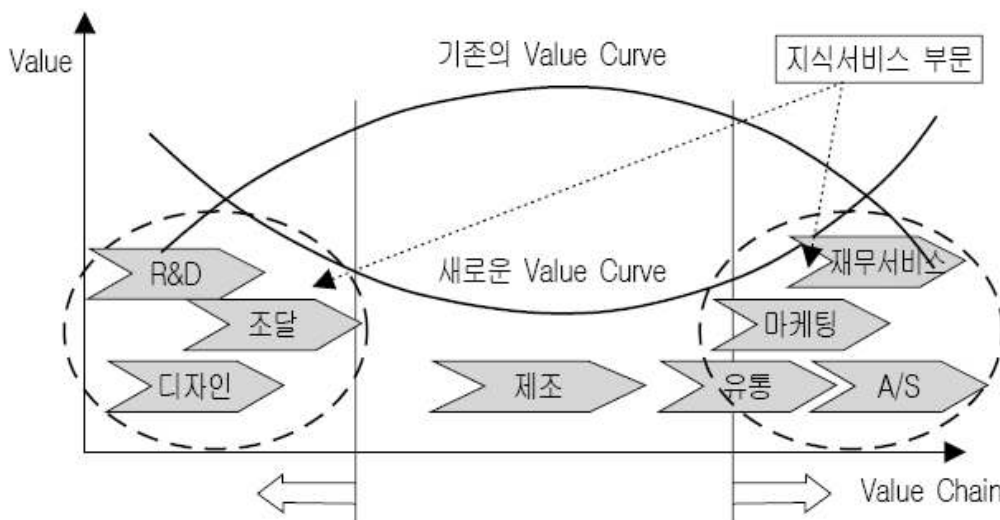 Value
기존의 Value Curve
지식서비스 부문
R&D
새로운 Value Curve
재무서비스
조달
마케팅
디자인
제조
유통
A/S
Value Chain